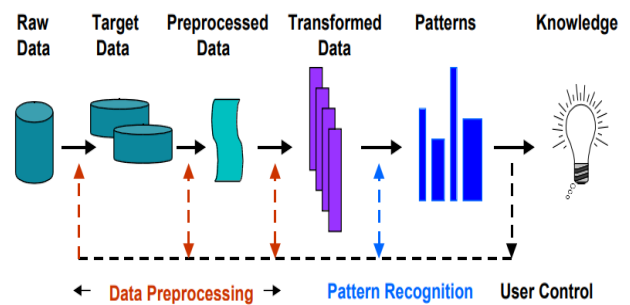 Raw Data
Target Data
Preprocessed Data
Transformed Data
Patterns
Knowledge
Data Preprocessing
Pattern Recognition
User Control